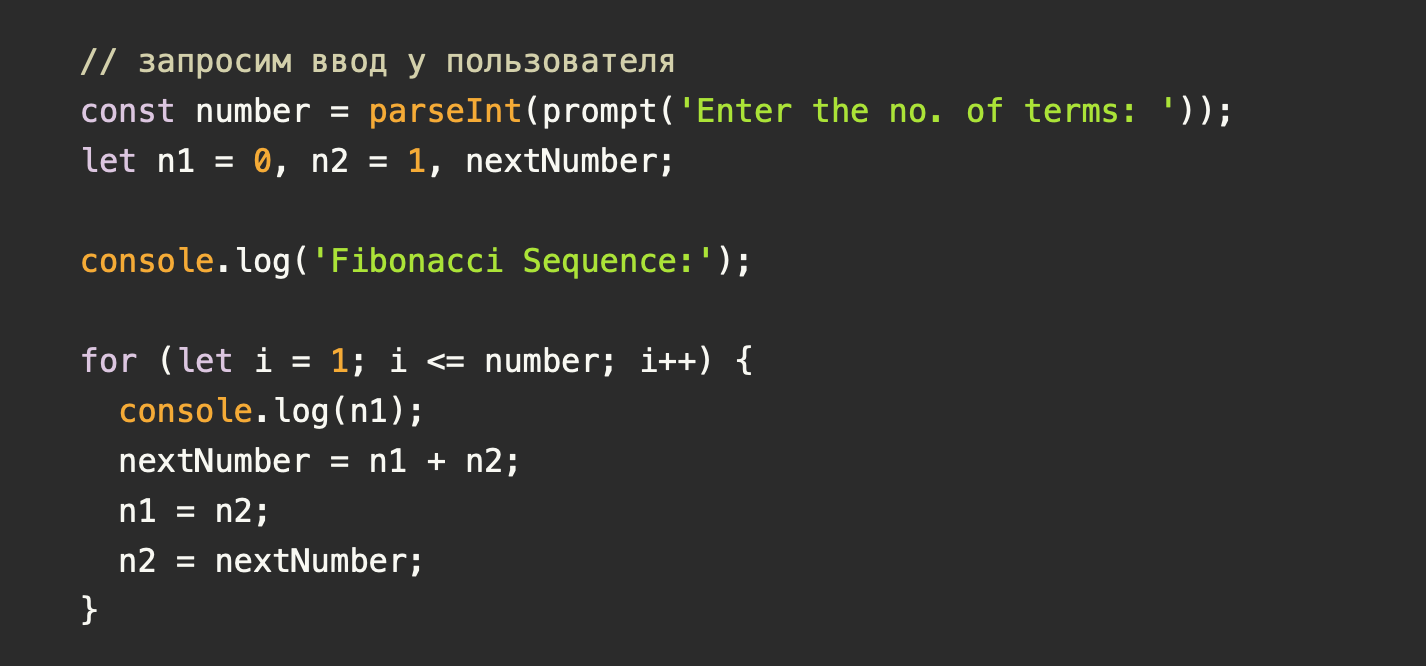 // запросим ввод у пользователя
const number = parseInt(prompt('Enter the no. of terms: '));
let n1 = 0, n2 = 1, nextNumber;

console.log('Fibonacci Sequence:');

for (let i = 1; i <= number; i++) {
  console.log(n1);
  nextNumber = n1 + n2;
  n1 = n2;
  n2 = nextNumber;
}